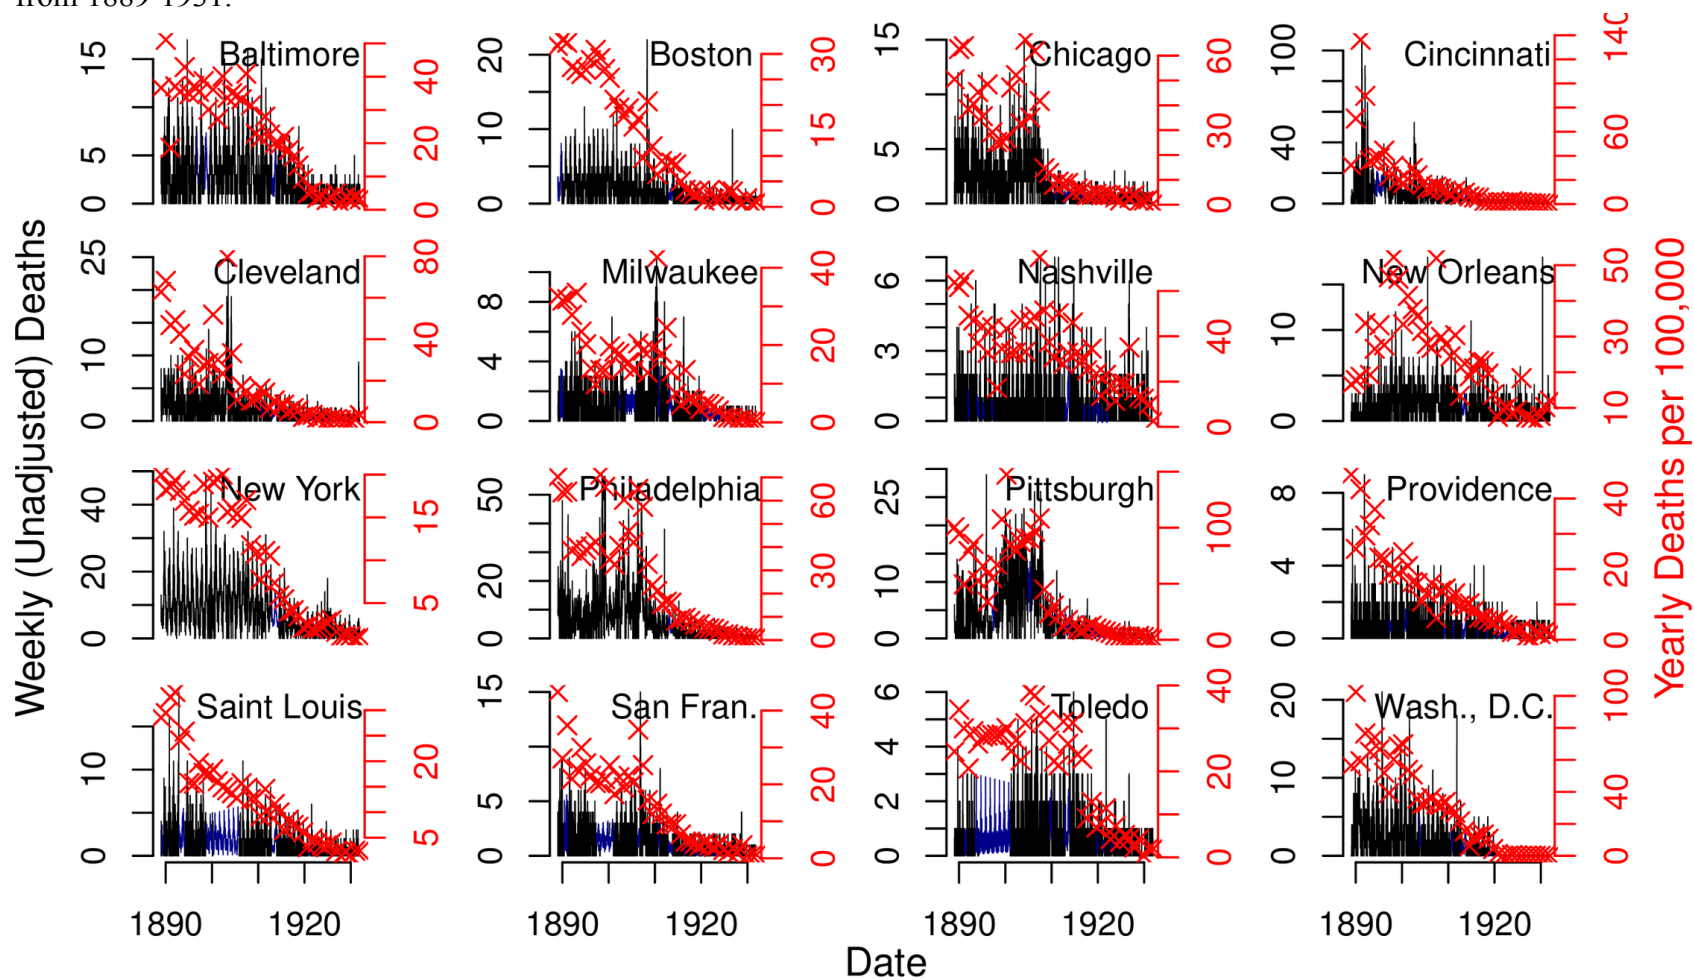 from 1889-1931.
Baltimore
Boston
Chicago
Cincinnati
0 5 15
0 20 40
0 10 20
0 15 30
0 5 15
0 30 60
0 40 100
0 60 140
Cleveland
Milwaukee
Nashville
New Orleans
0 10 25
0 40 80
0 4 8
0 20 40
0 3 6
0 40
0 10
10 30 50
New York
Philadelphia
Pittsburgh
Providence
0 20 40
5 15
0 20 50
0 30 60
0 10 25
0 100
0 4 8
0 20 40
Saint Louis
San Fran.
Toledo
Wash., D.C.
0 10
5 20
0 5 15
0 20 40
0 2 4 6
0 20 40
0 10 20
0 40 100
1890 1920
1890 1920
1890 1920
1890 1920
Date
Weekly (Unadjusted) Deaths
Yearly Deaths per 100,000